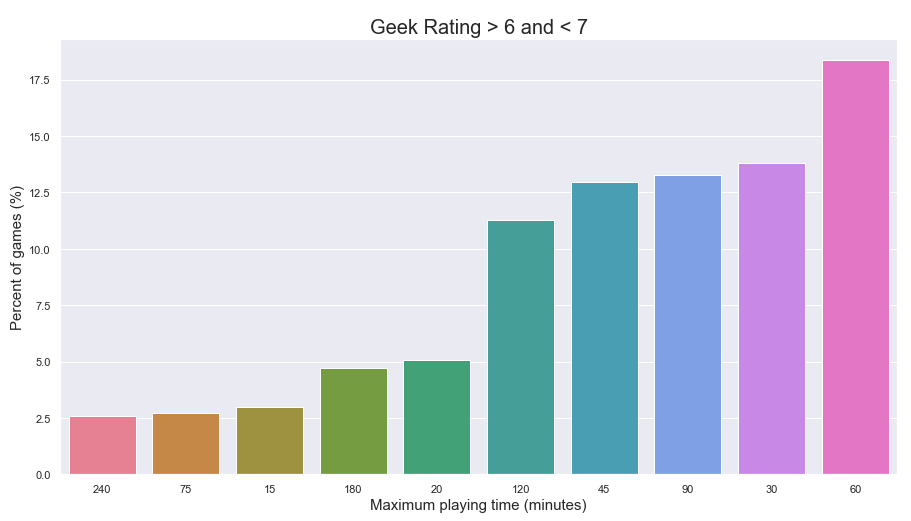 Geek Rating > 6 and < 7
Percent of games (%)
17.5
15.0
12.5
10.0
7.5
5.0
2.5
0.0
240 75 15 180 20 120 45 90 30 60
Maximum playing time (minutes)